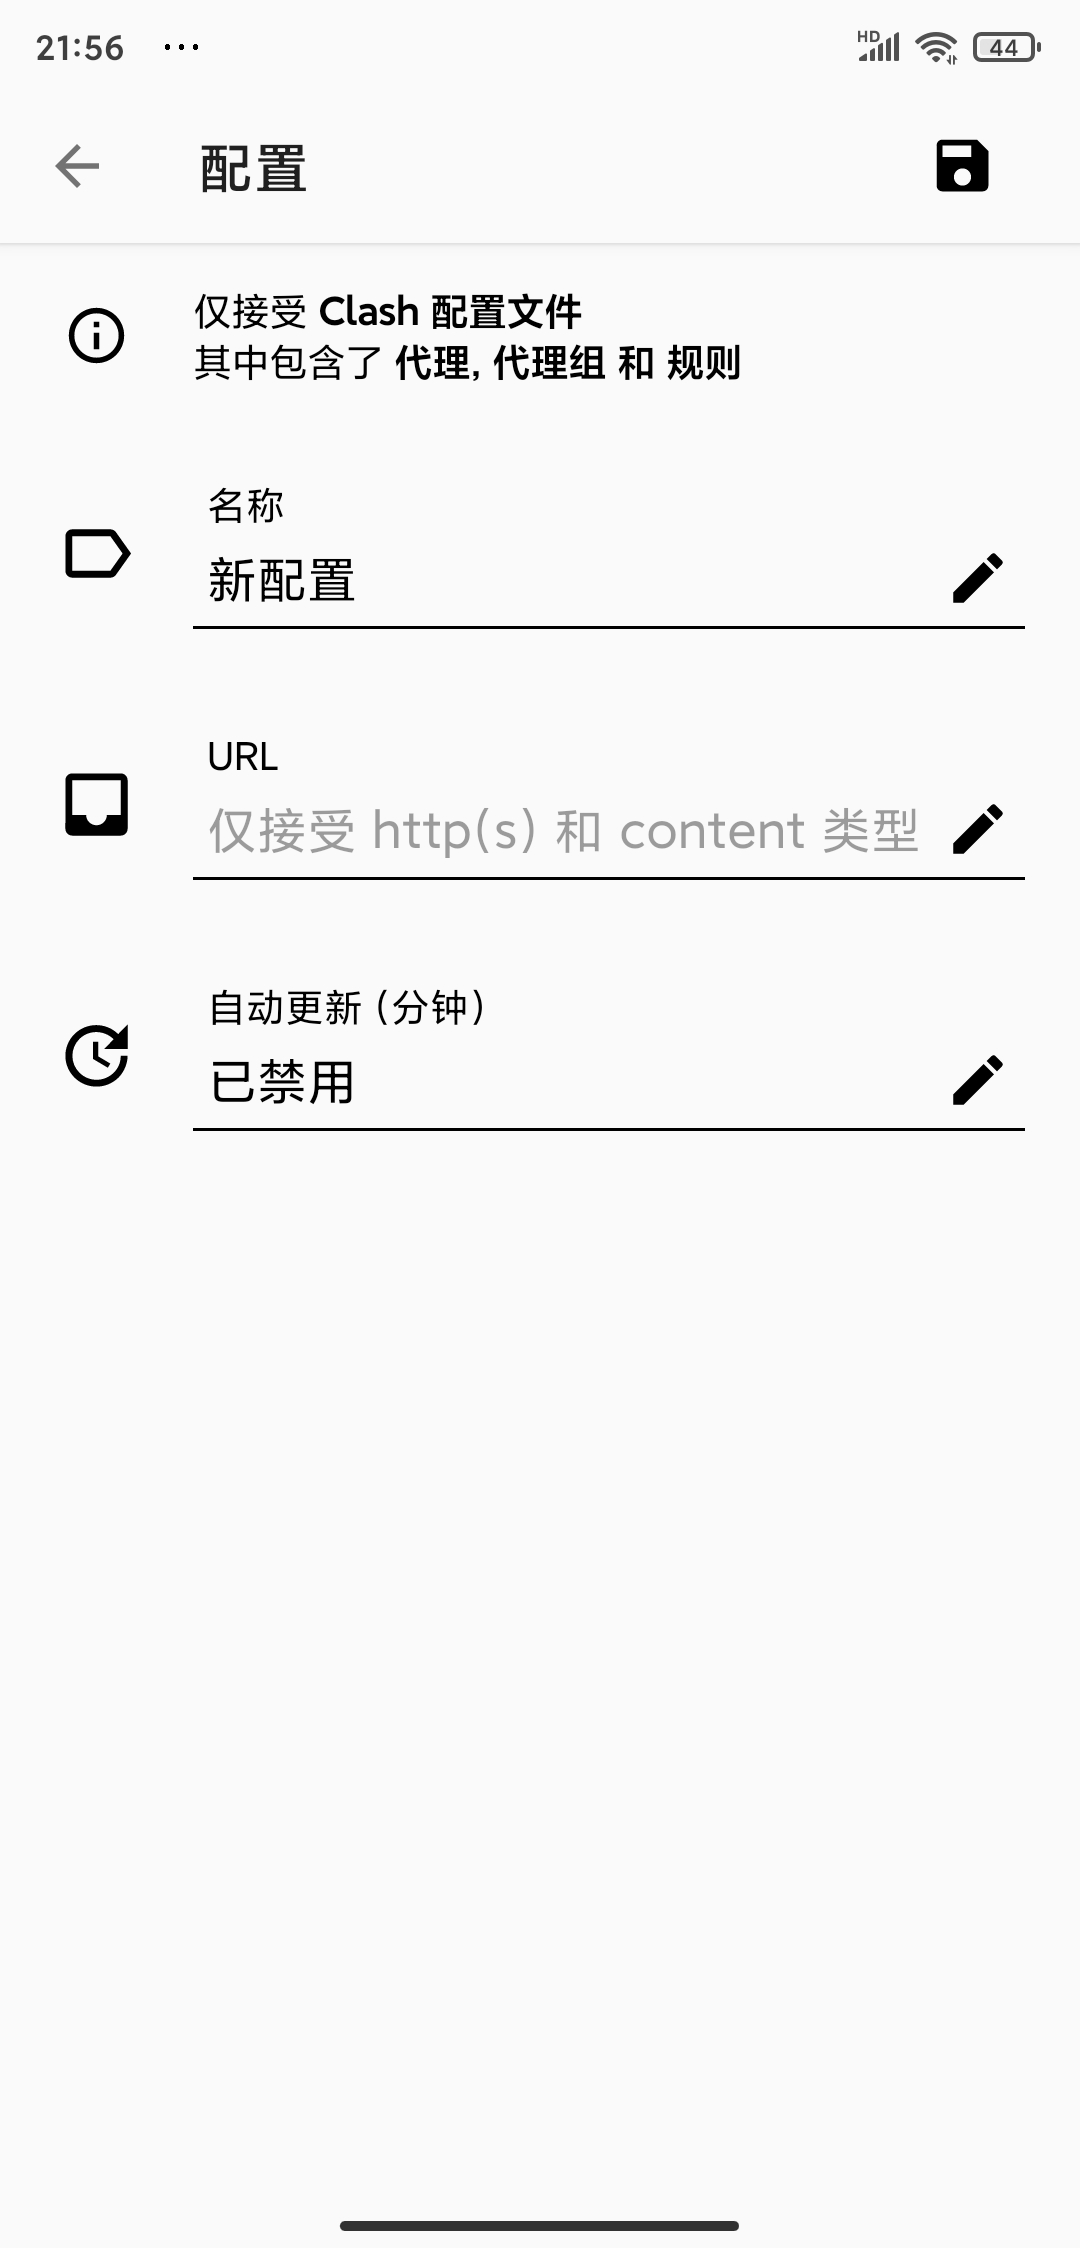 21:56 ...
HD 44
配置
仅接受 Clash 配置文件
其中包含了 代理, 代理组 和 规则
名称
新配置
URL
仅接受 http(s) 和 content 类型
自动更新 (分钟)
已禁用